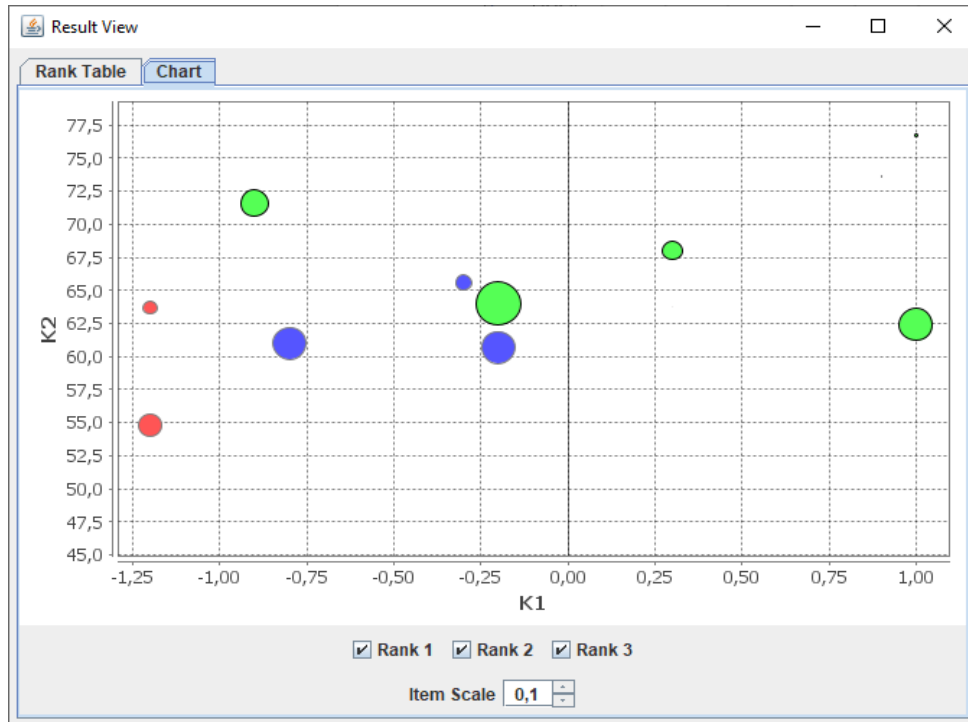 Result View
Rank Table Chart
77,5
75,0
72,5
70,0
67,5
65,0
62,5
60,0
57,5
55,0
52,5
50,0
47,5
45,0
K2
-1,25 -1,00 -0,75 -0,50 -0,25 0,00 0,25 0,50 0,75 1,00
K1
Rank 1 Rank 2 Rank 3
Item Scale 0,1